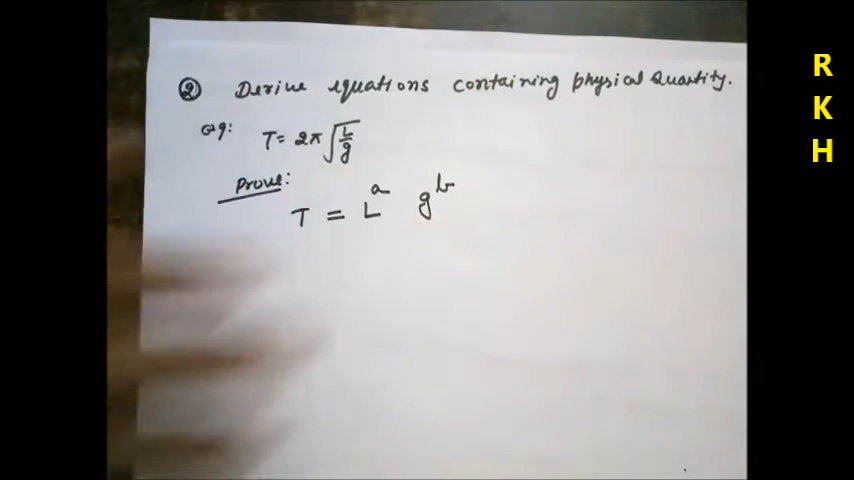 ② Derive equations containing physical Quantity.
eg: T = 2π √(L/g)
Prove:
T = L^a g^b
R
K
H